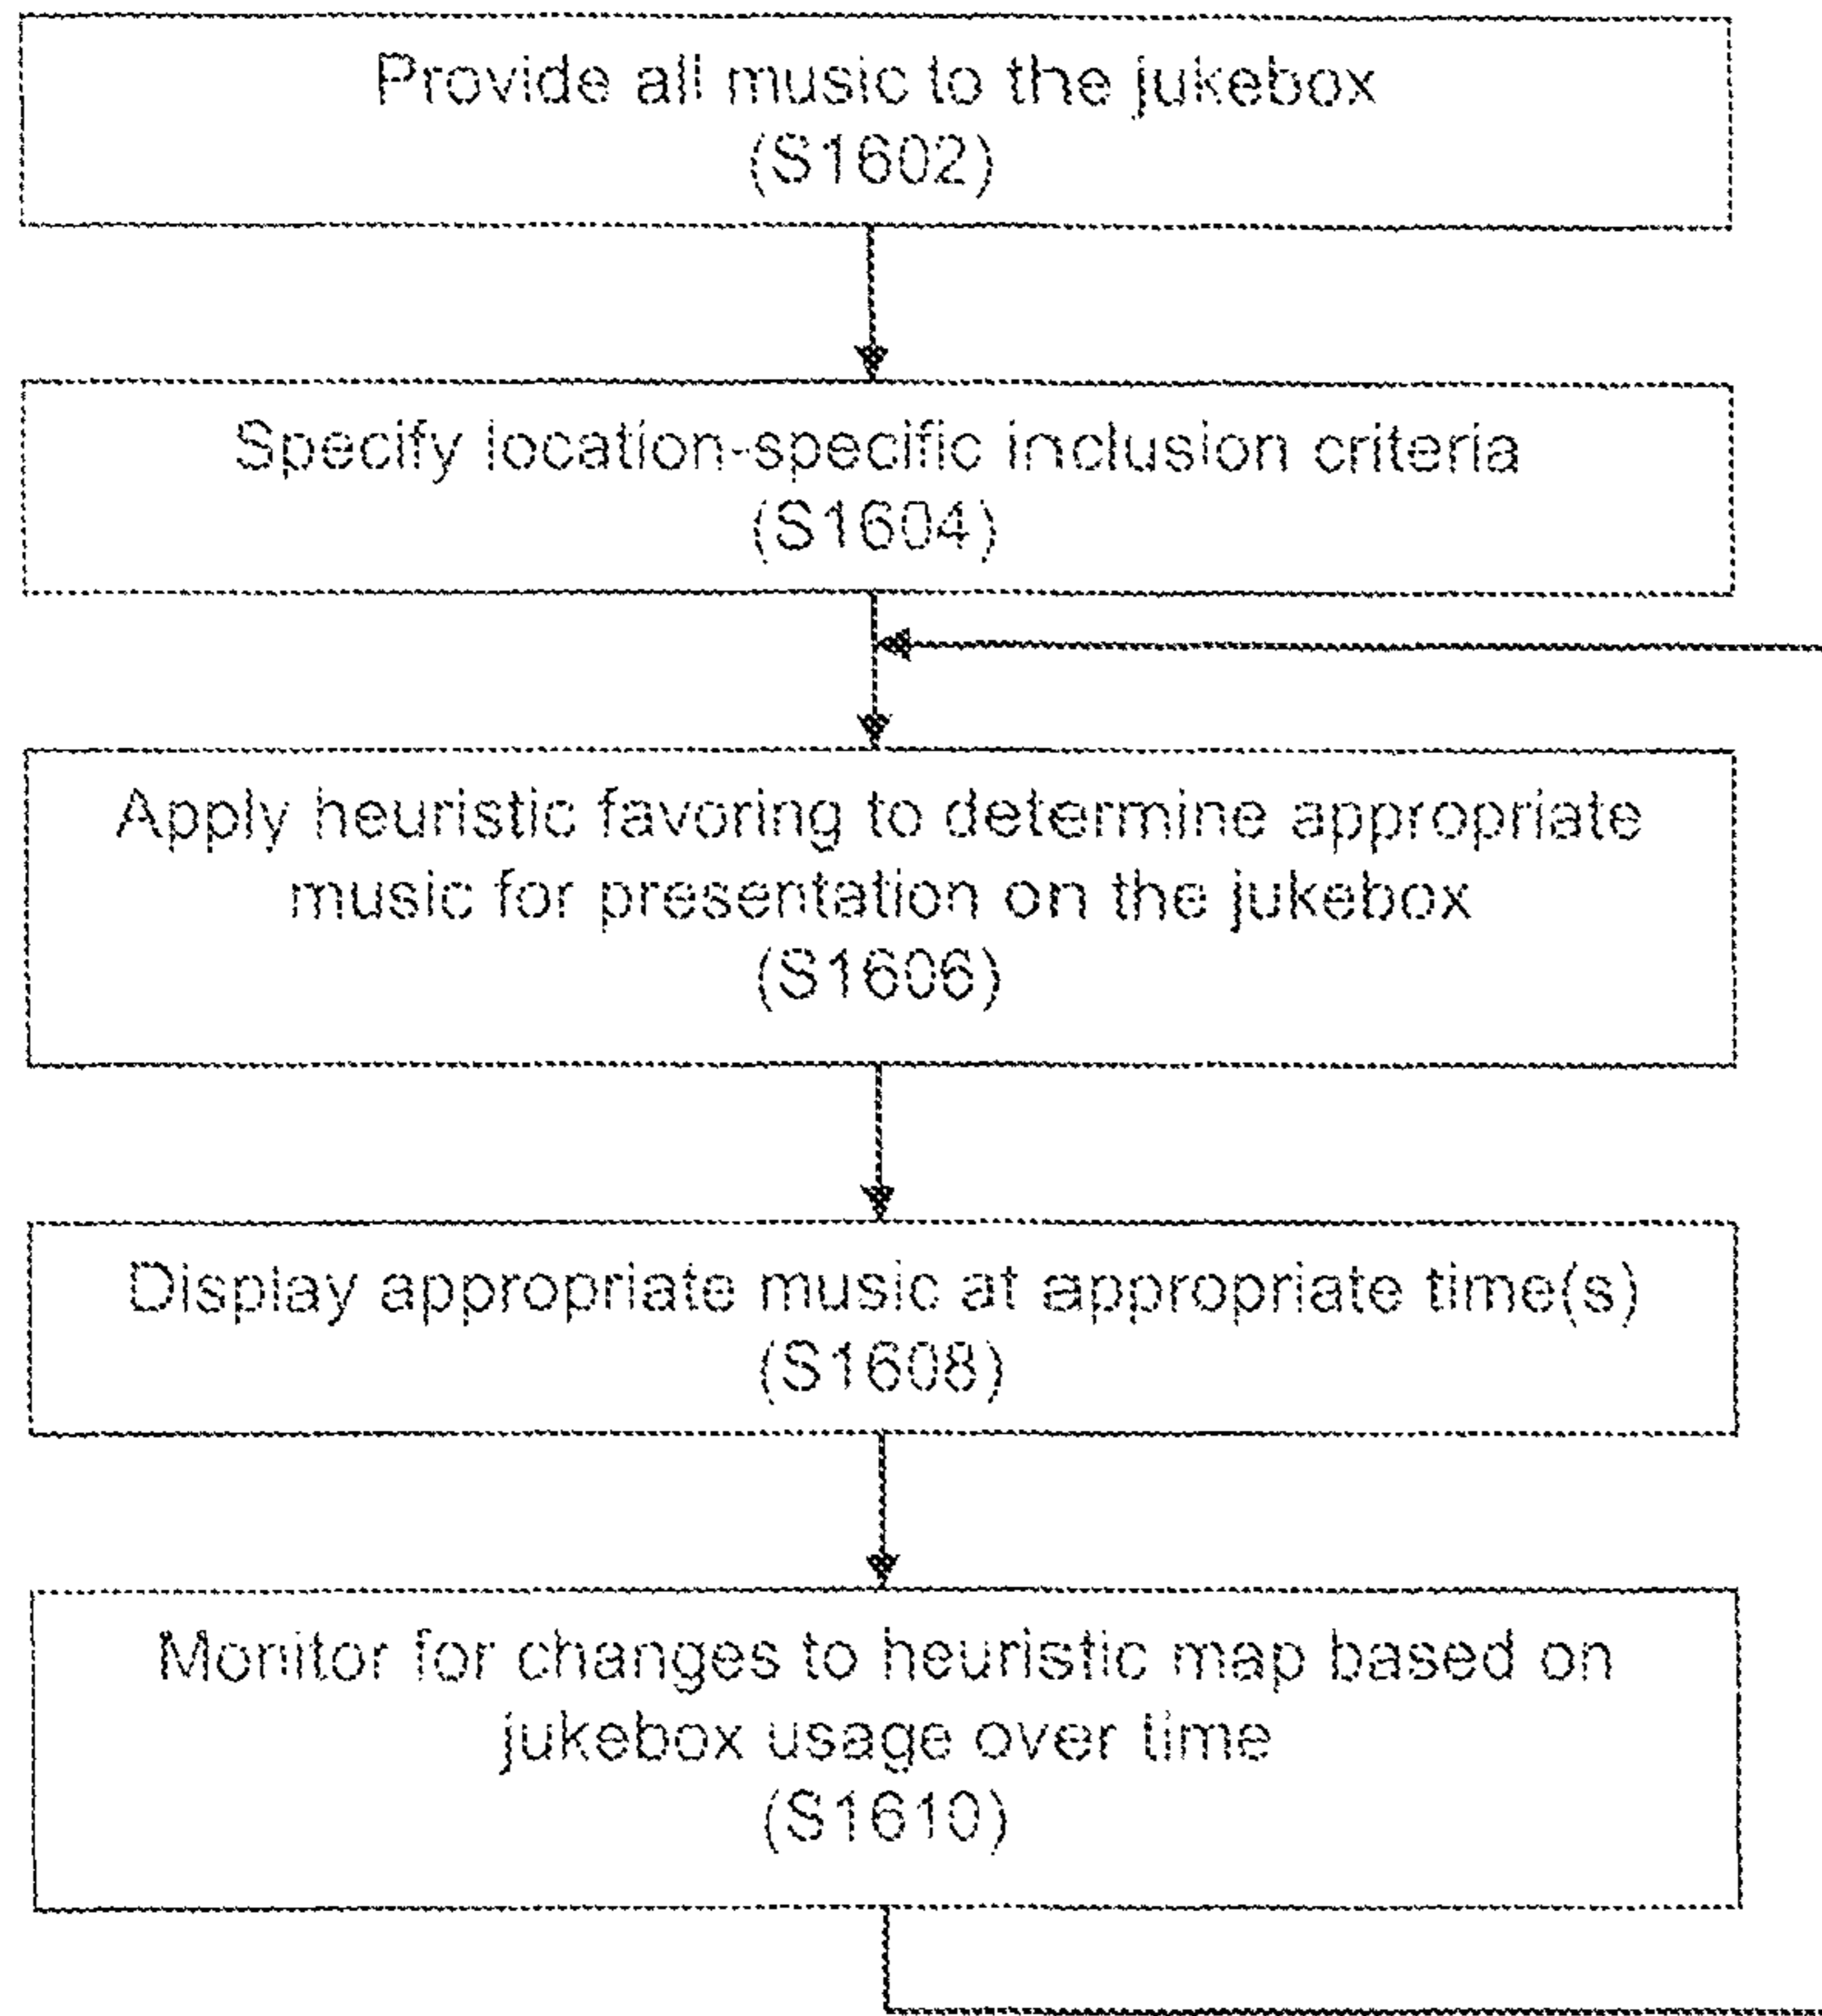 Provide all music to the jukebox
(S1602)
Specify location-specific inclusion criteria
(S1604)
Apply heuristic favoring to determine appropriate
music for presentation on the jukebox
(S1606)
Display appropriate music at appropriate time(s)
(S1608)
Monitor for changes to heuristic map based on
jukebox usage over time
(S1610)